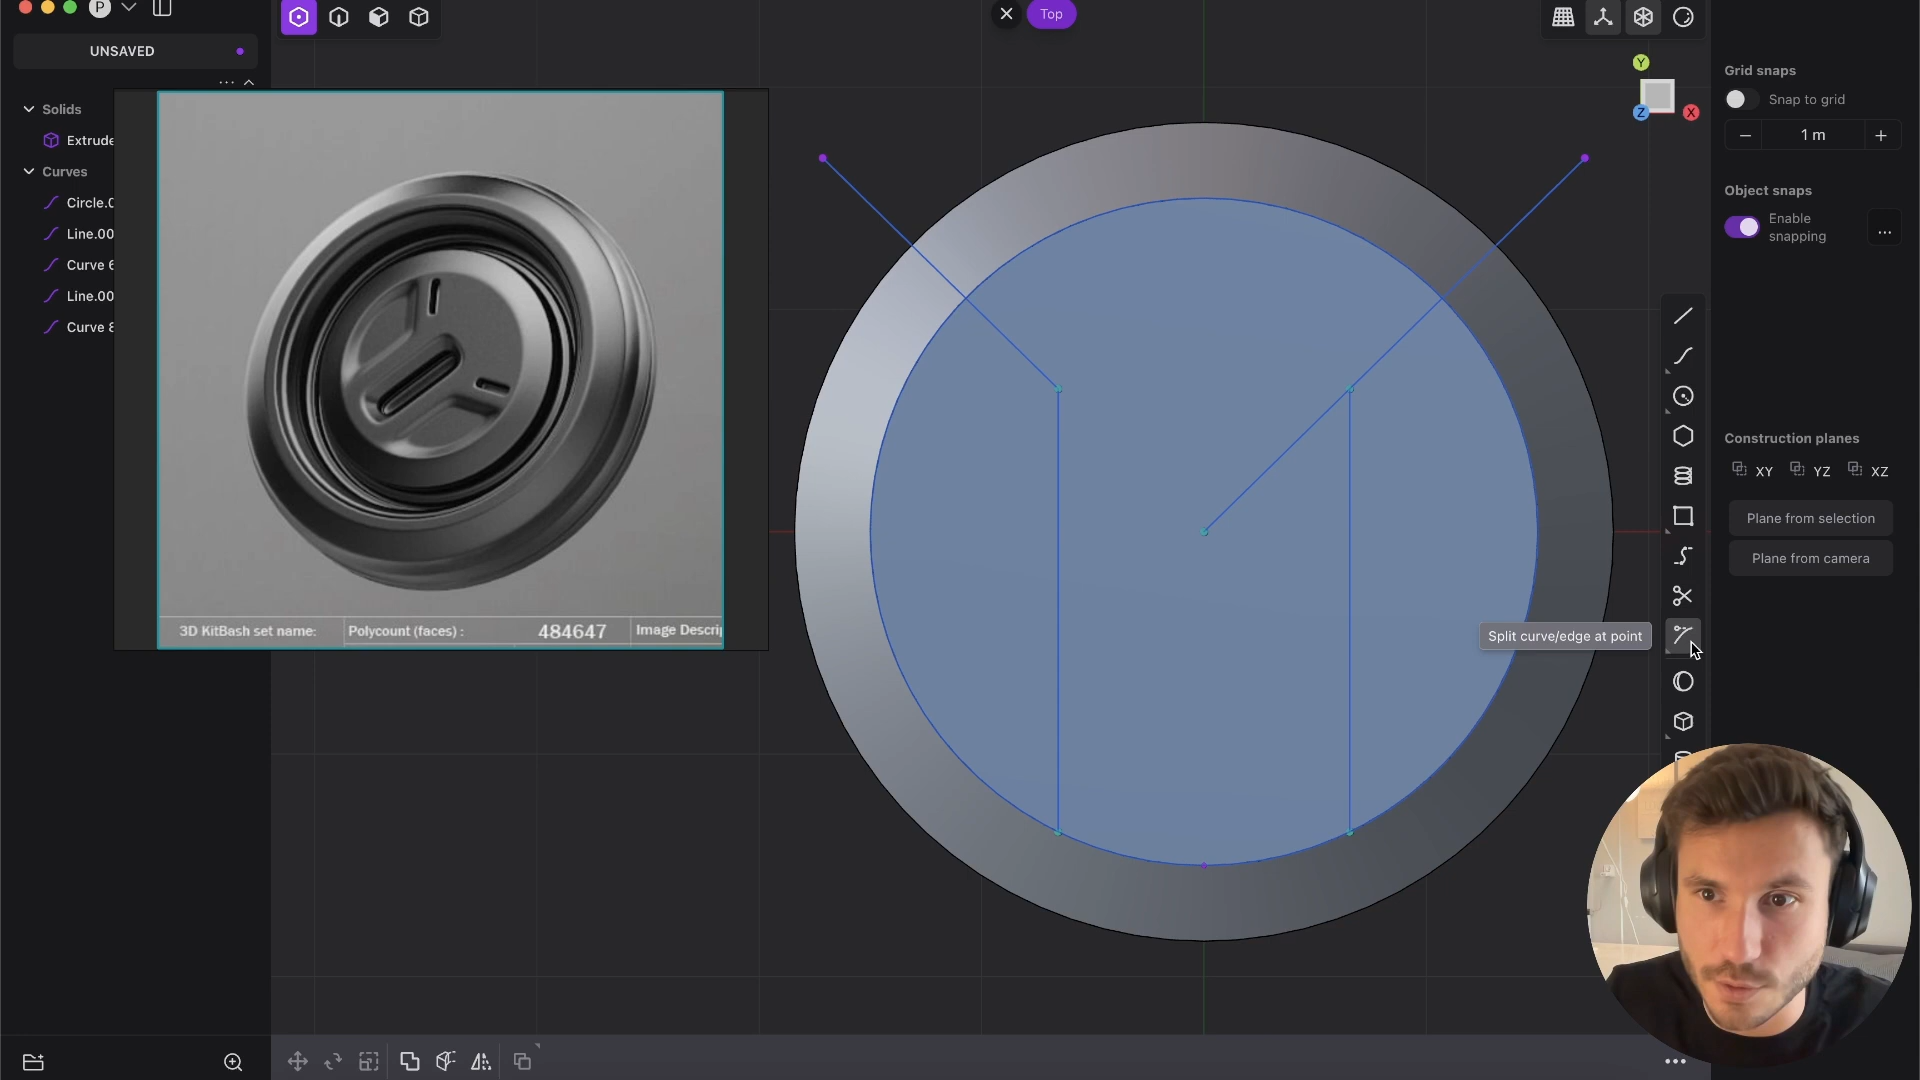 P
Top
UNSAVED
Solids
Extrude
Curves
Circle.0
Line.00
Curve 6
Line.00
Curve 8
3D KitBash set name:
Polycount (faces) :
484647
Image Descrip
Y
Z
X
Grid snaps
Snap to grid
1 m
Object snaps
Enable
snapping
Construction planes
XY
YZ
XZ
Plane from selection
Plane from camera
Split curve/edge at point